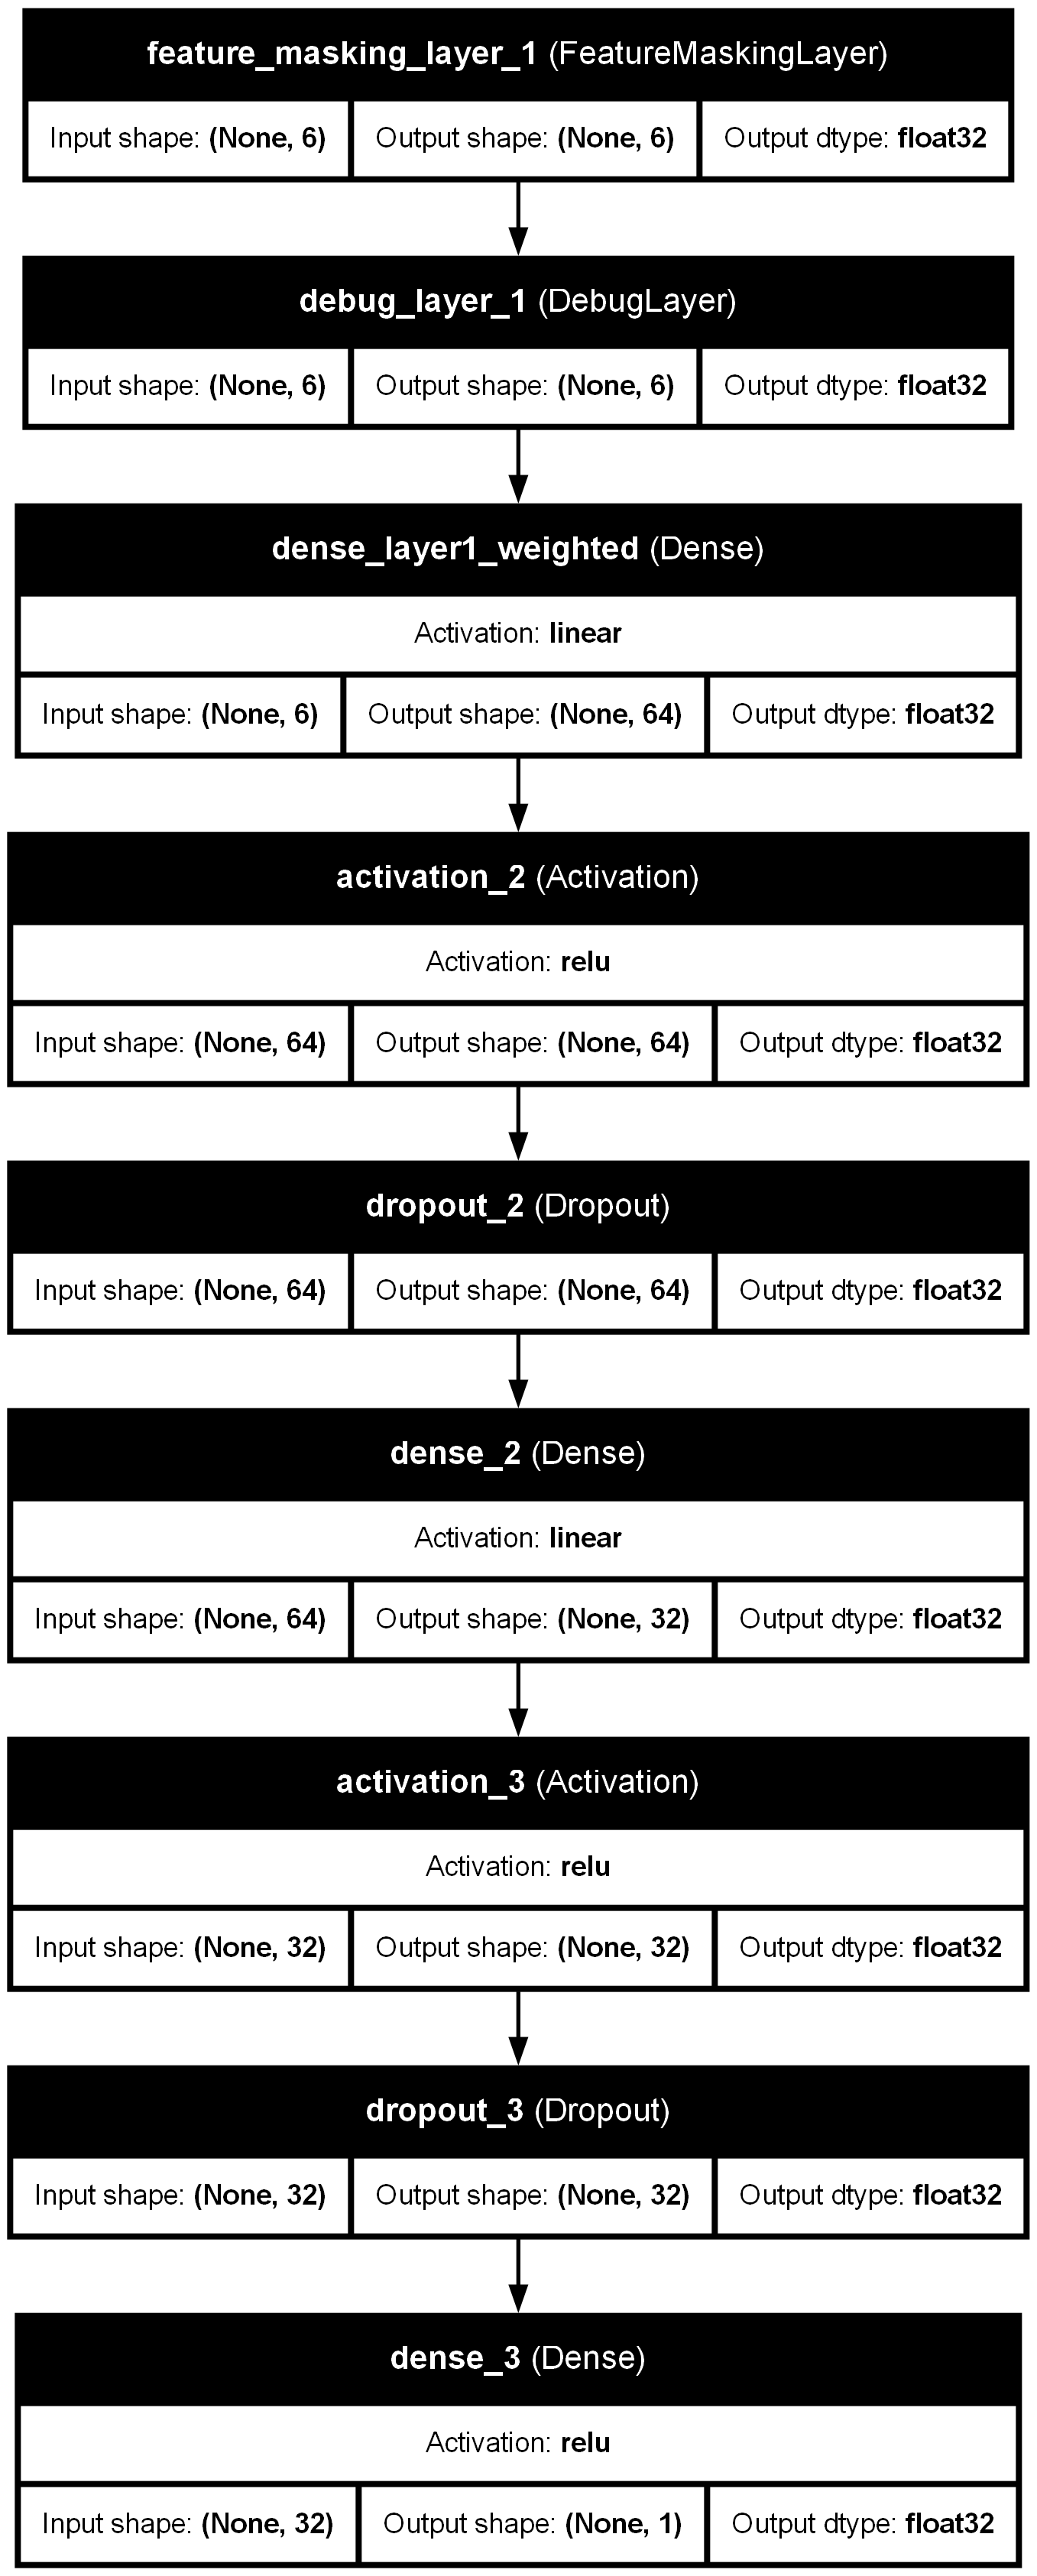 feature_masking_layer_1 (FeatureMaskingLayer)
Input shape: (None, 6) Output shape: (None, 6) Output dtype: float32
debug_layer_1 (DebugLayer)
Input shape: (None, 6) Output shape: (None, 6) Output dtype: float32
dense_layer1_weighted (Dense)
Activation: linear
Input shape: (None, 6) Output shape: (None, 64) Output dtype: float32
activation_2 (Activation)
Activation: relu
Input shape: (None, 64) Output shape: (None, 64) Output dtype: float32
dropout_2 (Dropout)
Input shape: (None, 64) Output shape: (None, 64) Output dtype: float32
dense_2 (Dense)
Activation: linear
Input shape: (None, 64) Output shape: (None, 32) Output dtype: float32
activation_3 (Activation)
Activation: relu
Input shape: (None, 32) Output shape: (None, 32) Output dtype: float32
dropout_3 (Dropout)
Input shape: (None, 32) Output shape: (None, 32) Output dtype: float32
dense_3 (Dense)
Activation: relu
Input shape: (None, 32) Output shape: (None, 1) Output dtype: float32